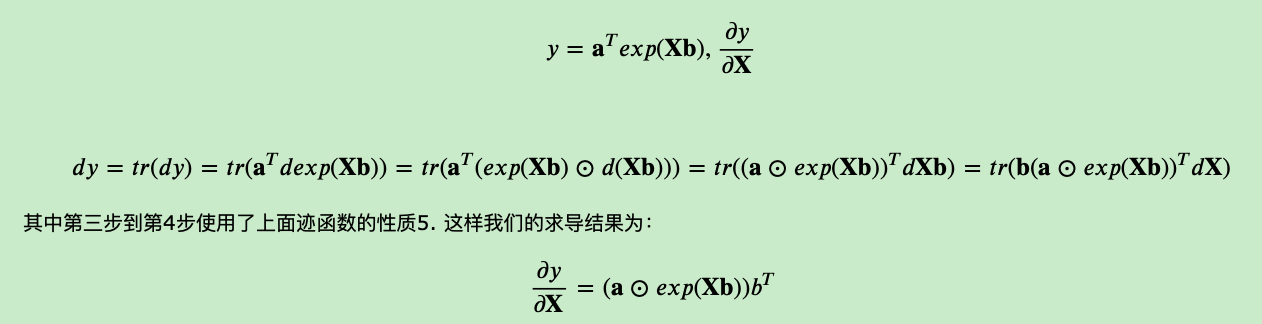 y = a^T exp(Xb), ∂y/∂X
dy = tr(dy) = tr(a^T dexp(Xb)) = tr(a^T (exp(Xb) ⊙ d(Xb))) = tr((a ⊙ exp(Xb))^T dXb) = tr(b(a ⊙ exp(Xb))^T dX)
其中第三步到第4步使用了上面迹函数的性质5. 这样我们的求导结果为：
∂y/∂X = (a ⊙ exp(Xb))b^T